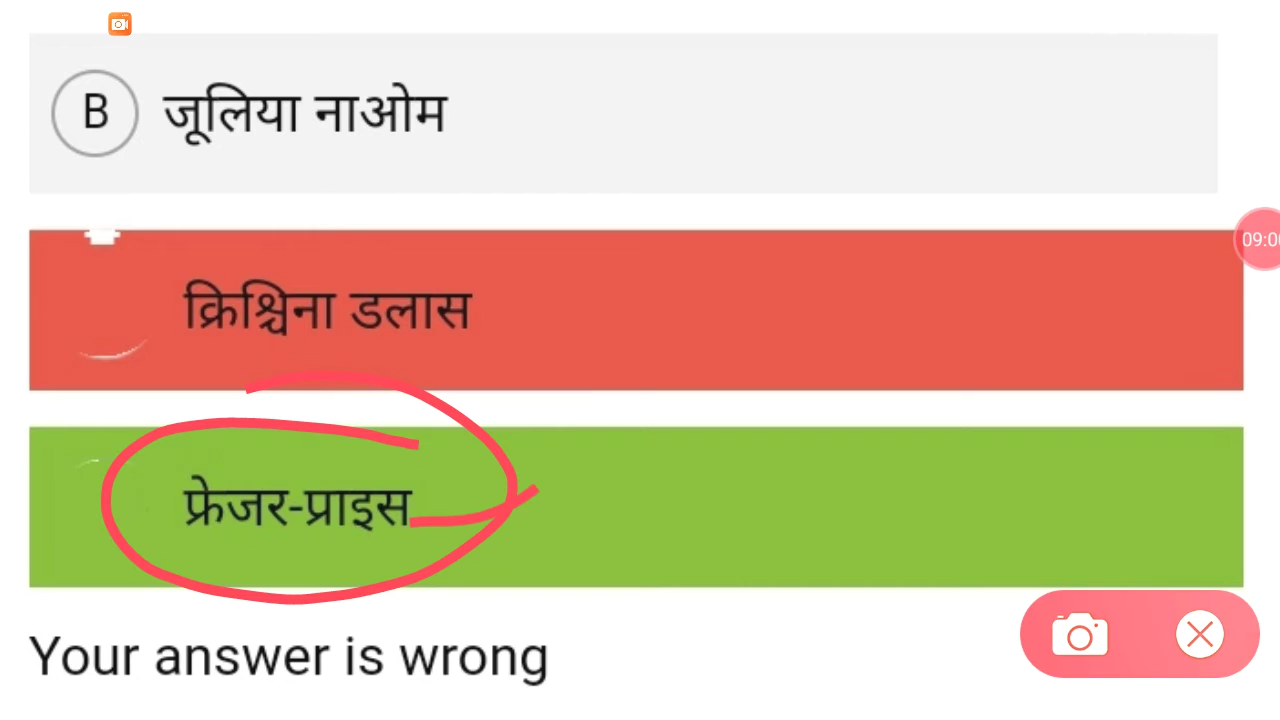 B जूलिया नाओम
क्रिश्चिना डलास
फ्रेजर-प्राइस
Your answer is wrong